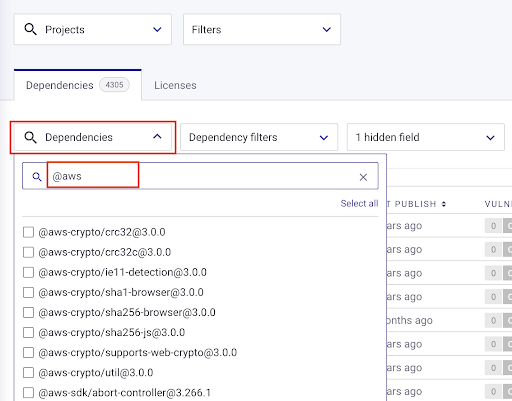 Projects
Filters
Dependencies 4305
Licenses
Dependencies
Dependency filters
1 hidden field
@aws
Select all
T PUBLISH
VULN
@aws-crypto/crc32@3.0.0
@aws-crypto/crc32c@3.0.0
@aws-crypto/ie11-detection@3.0.0
@aws-crypto/sha1-browser@3.0.0
@aws-crypto/sha256-browser@3.0.0
@aws-crypto/sha256-js@3.0.0
@aws-crypto/supports-web-crypto@3.0.0
@aws-crypto/util@3.0.0
@aws-sdk/abort-controller@3.266.1
ars ago 0 C
ars ago 0 C
ars ago 0 C
ars ago 0 C
onths ago 0 C
ars ago 0 C
ars ago 0 C
ars ago 0 C